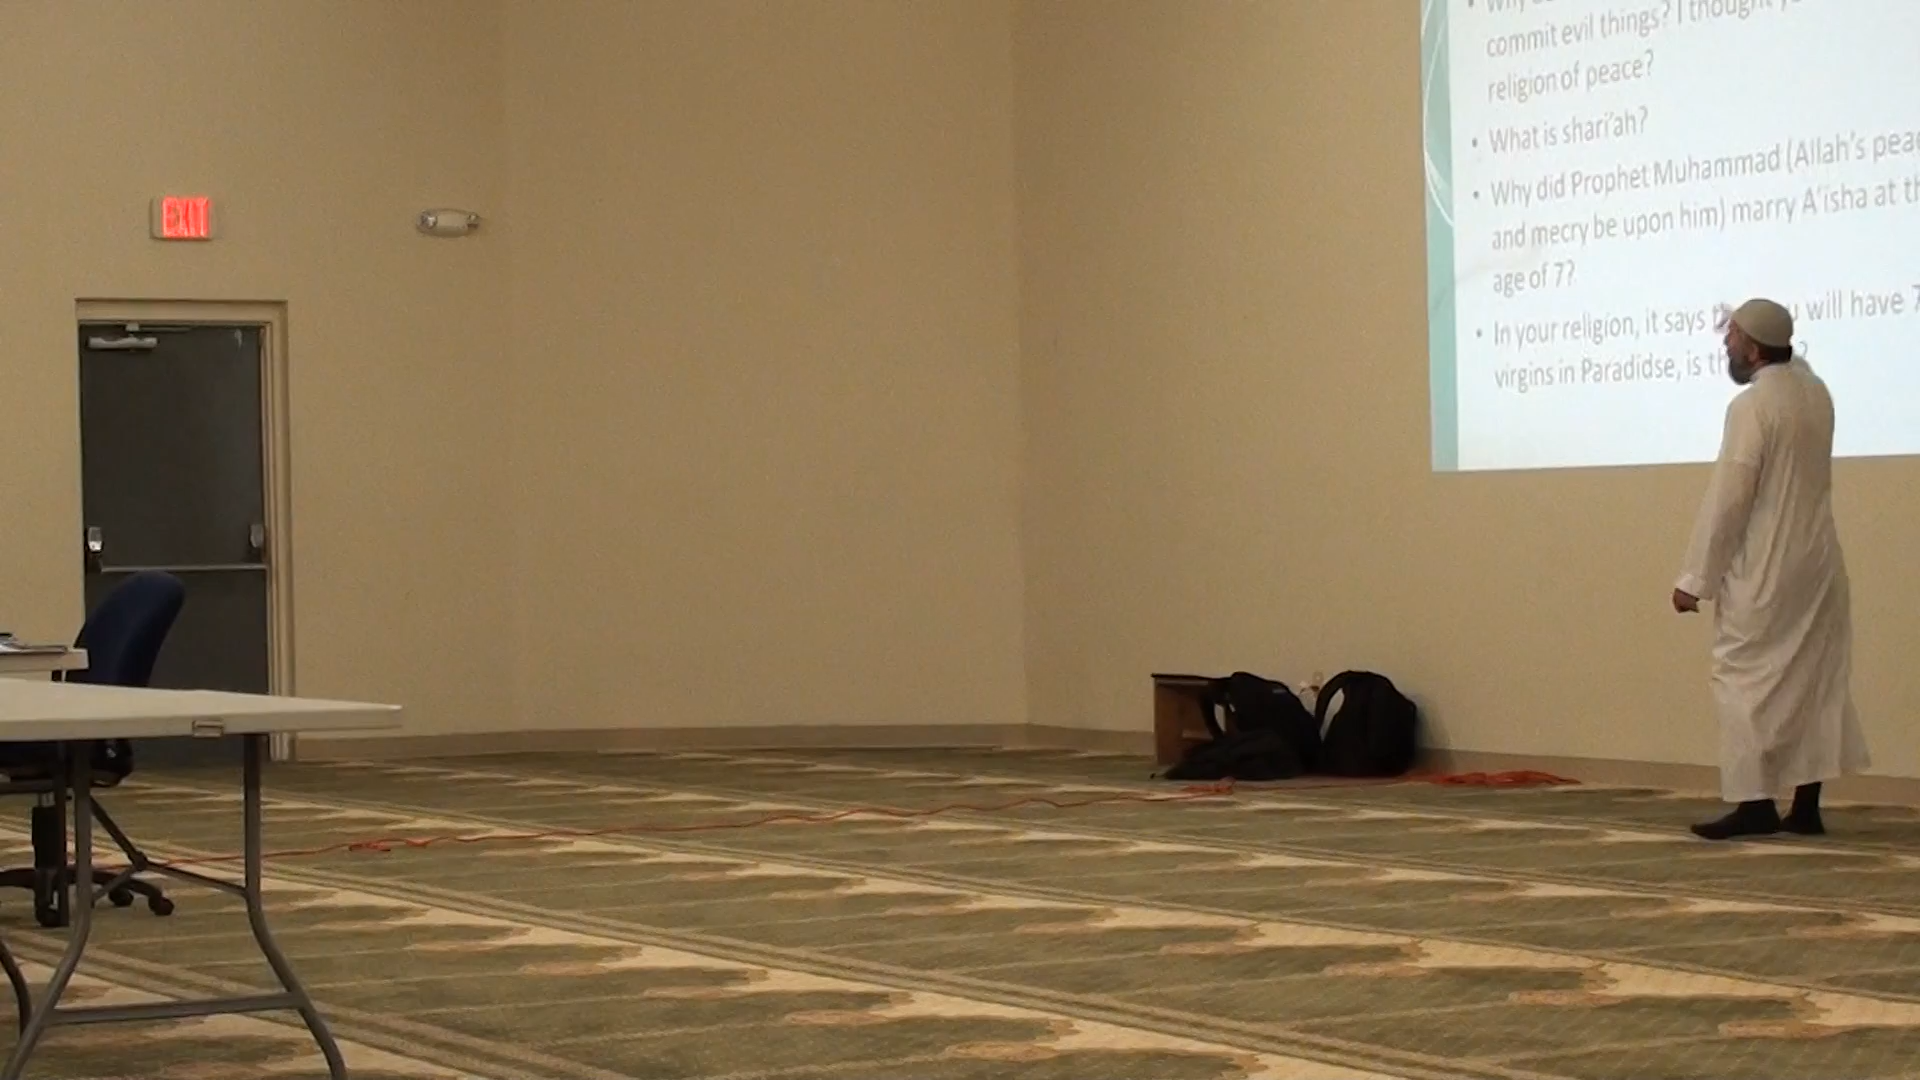 EXIT
commit evil things? I thought
religion of peace?
• What is shari'ah?
• Why did Prophet Muhammad (Allah's
and mecry be upon him) marry A'isha at
age of 7?
• In your religion, it says will have
virgins in Paradidse, is